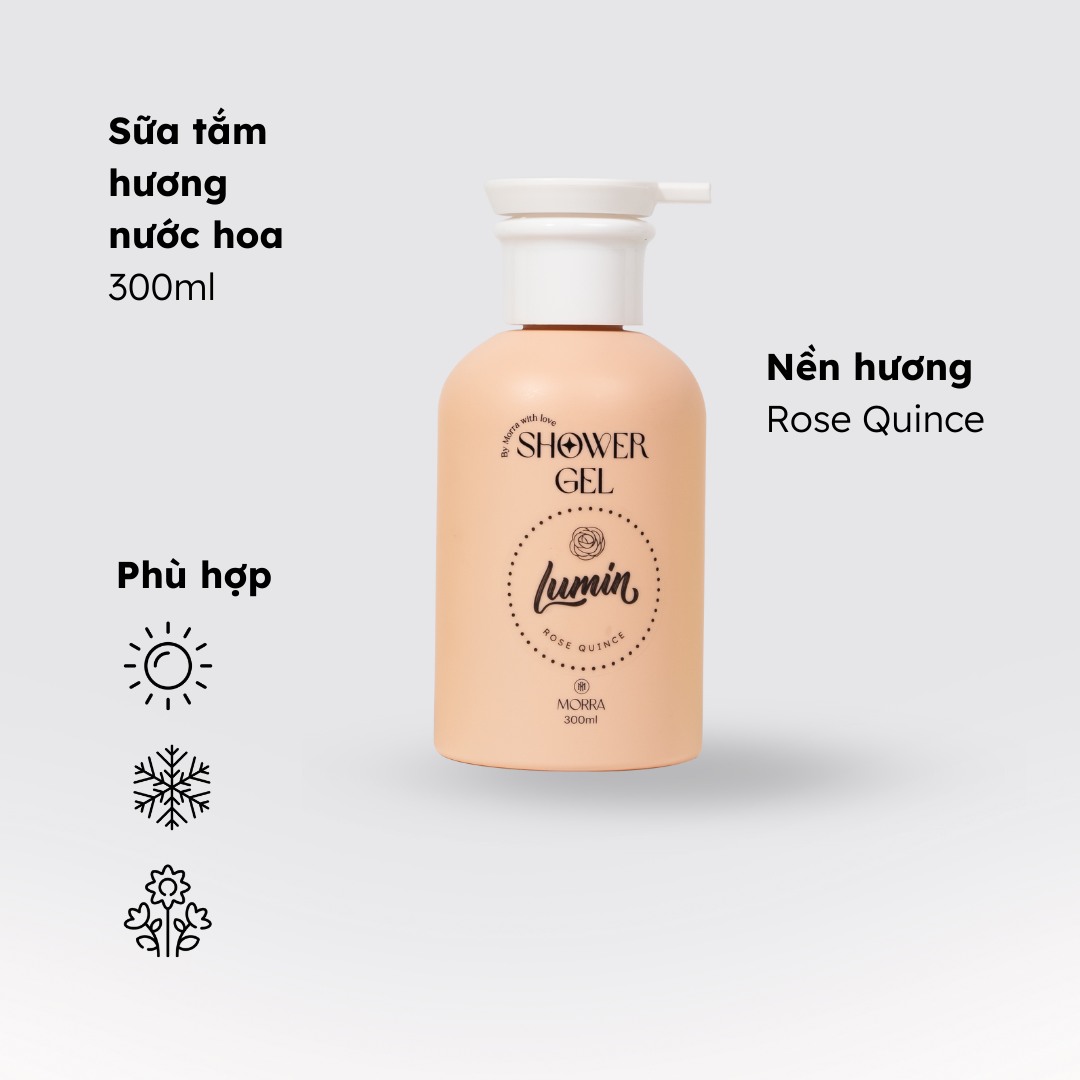 Sữa tắm
hương
nước hoa
300ml
Nền hương
Rose Quince
By Morra with love
SHOWER
GEL
Lumin
ROSE QUINCE
MORRA
300ml
Phù hợp